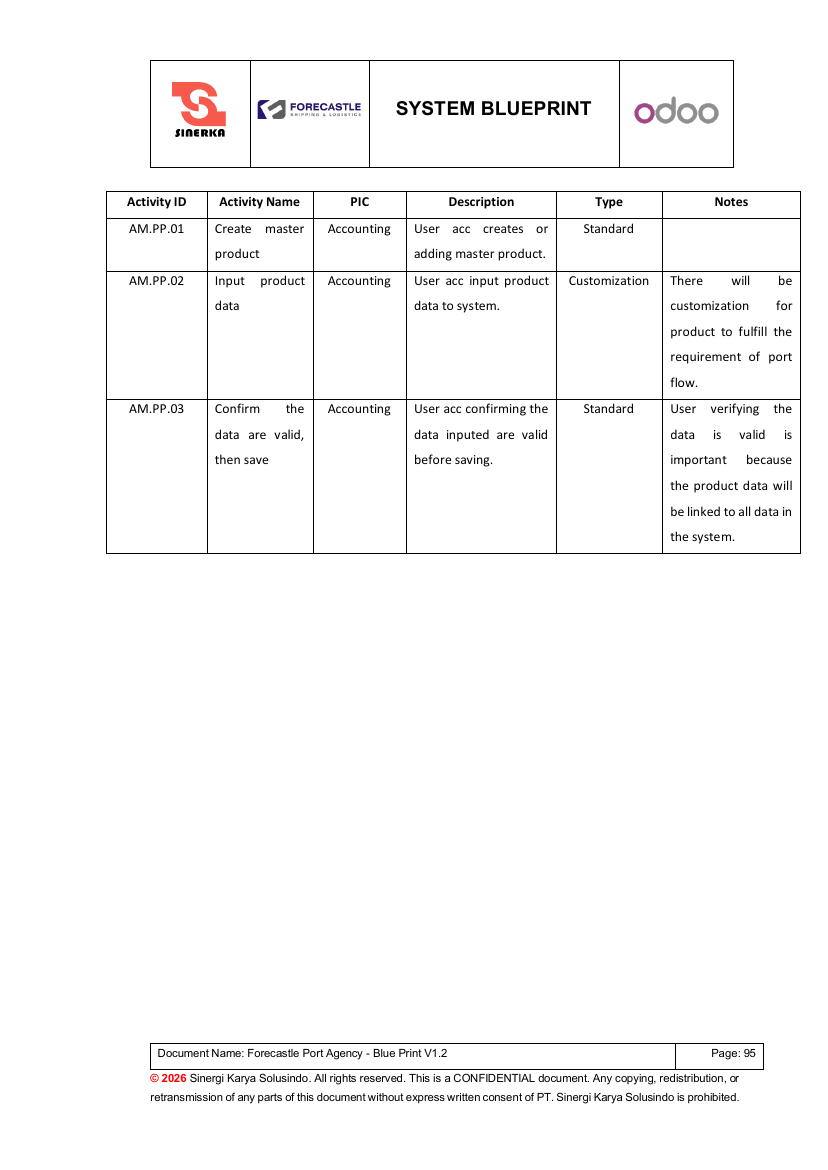 SINERKA
FORECASTLE
SHIPPING & LOGISTICS
SYSTEM BLUEPRINT
odoo
Activity ID Activity Name PIC Description Type Notes
AM.PP.01 Create master product Accounting User acc creates or adding master product. Standard
AM.PP.02 Input product data Accounting User acc input product data to system. Customization There will be customization for product to fulfill the requirement of port flow.
AM.PP.03 Confirm the data are valid, then save Accounting User acc confirming the data inputed are valid before saving. Standard User verifying the data is valid is important because the product data will be linked to all data in the system.
Document Name: Forecastle Port Agency - Blue Print V1.2 Page: 95
© 2026 Sinergi Karya Solusindo. All rights reserved. This is a CONFIDENTIAL document. Any copying, redistribution, or
retransmission of any parts of this document without express written consent of PT. Sinergi Karya Solusindo is prohibited.